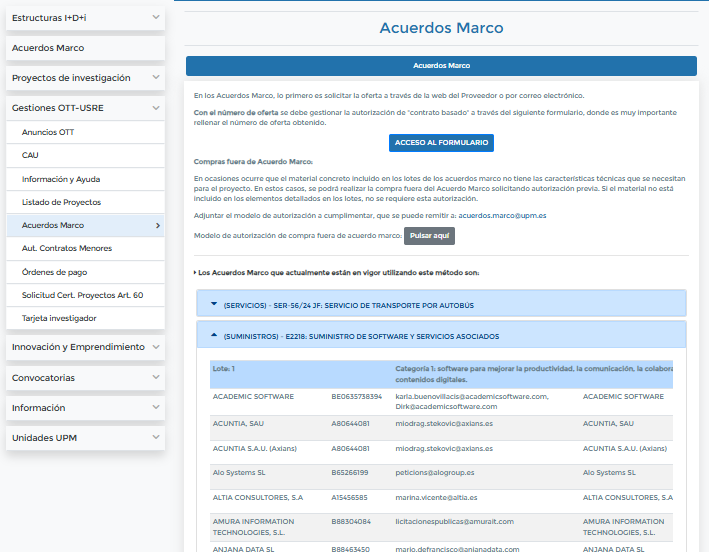 Estructuras I+D+i
Acuerdos Marco
Proyectos de investigación
Gestiones OTT-USRE
Anuncios OTT
CAU
Información y Ayuda
Listado de Proyectos
Acuerdos Marco
Aut. Contratos Menores
Órdenes de pago
Solicitud Cert. Proyectos Art. 60
Tarjeta investigador
Innovación y Emprendimiento
Convocatorias
Información
Unidades UPM
Acuerdos Marco
Acuerdos Marco
En los Acuerdos Marco, lo primero es solicitar la oferta a través de la web del Proveedor o por correo electrónico.
Con el número de oferta se debe gestionar la autorización de "contrato basado" a través del siguiente formulario, donde es muy importante
rellenar el número de oferta obtenido.
ACCESO AL FORMULARIO
Compras fuera de Acuerdo Marco:
En ocasiones ocurre que el material concreto incluido en los lotes de los acuerdos marco no tiene las características técnicas que se necesitan
para el proyecto. En estos casos, se podrá realizar la compra fuera del Acuerdo Marco solicitando autorización previa. Si el material no está
incluido en los elementos detallados en los lotes, no se requiere esta autorización.
Adjuntar el modelo de autorización a cumplimentar, que se puede remitir a: acuerdos.marco@upm.es
Modelo de autorización de compra fuera de acuerdo marco: Pulsar aquí
Los Acuerdos Marco que actualmente están en vigor utilizando este método son:
(SERVICIOS) - SER-56/24 JF: SERVICIO DE TRANSPORTE POR AUTOBÚS
(SUMINISTROS) - E2218: SUMINISTRO DE SOFTWARE Y SERVICIOS ASOCIADOS
Lote: 1 Categoría 1: software para mejorar la productividad, la comunicación, la colabora
contenidos digitales.
ACADEMIC SOFTWARE BE0635738394 karla.buenovillacis@academicsoftware.com, ACADEMIC SOFTWARE
Dirk@academicsoftware.com
ACUNTIA, SAU A80644081 miodrag.stekovic@axians.es ACUNTIA, SAU
ACUNTIA S.A.U. (Axians) A80644081 miodrag.stekovic@axians.es ACUNTIA S.A.U. (Axians)
Alo Systems SL B65266199 peticions@alogroup.es Alo Systems SL
ALTIA CONSULTORES, S.A A15456585 marina.vicente@altia.es ALTIA CONSULTORES, S.A
AMURA INFORMATION B88304084 licitacionespublicas@amurait.com AMURA INFORMATION
TECHNOLOGIES, S.L. TECHNOLOGIES, S.L.
ANJANA DATA SL B88463450 mario.defrancisco@anjanadata.com ANJANA DATA SL